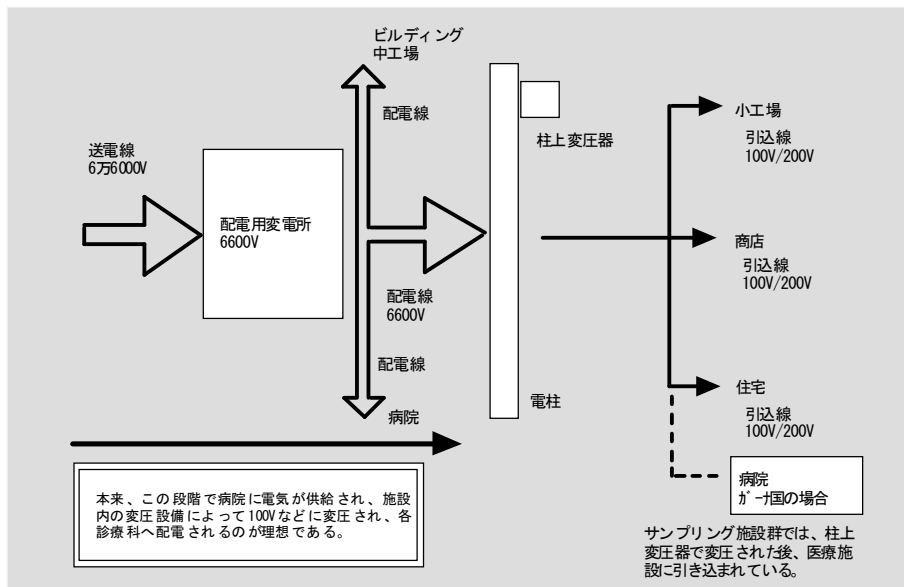 ビルディング
中工場
配電線
送電線
6万6000V
配電用変電所
6600V
柱上変圧器
小工場
引込線
100V/200V
商店
引込線
100V/200V
配電線
6600V
配電線
病院
電柱
住宅
引込線
100V/200V
病院
ガーナ国の場合
本来、この段階で病院に電気が供給され、施設
内の変圧設備によって100Vなどに変圧され、各
診療科へ配電されるのが理想である。
サンプリング施設群では、柱上
変圧器で変圧された後、医療施
設に引き込まれている。